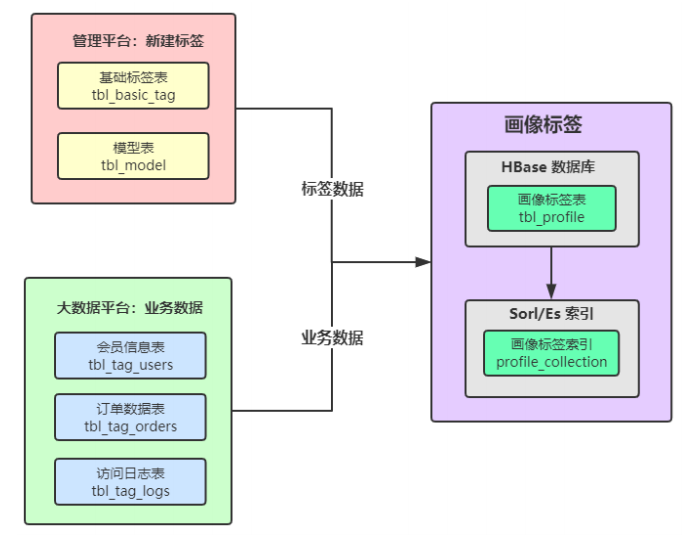 管理平台：新建标签
基础标签表
tbl_basic_tag
模型表
tbl_model
标签数据
大数据平台：业务数据
会员信息表
tbl_tag_users
订单数据表
tbl_tag_orders
访问日志表
tbl_tag_logs
业务数据
画像标签
HBase 数据库
画像标签表
tbl_profile
Sorl/Es 索引
画像标签索引
profile_collection